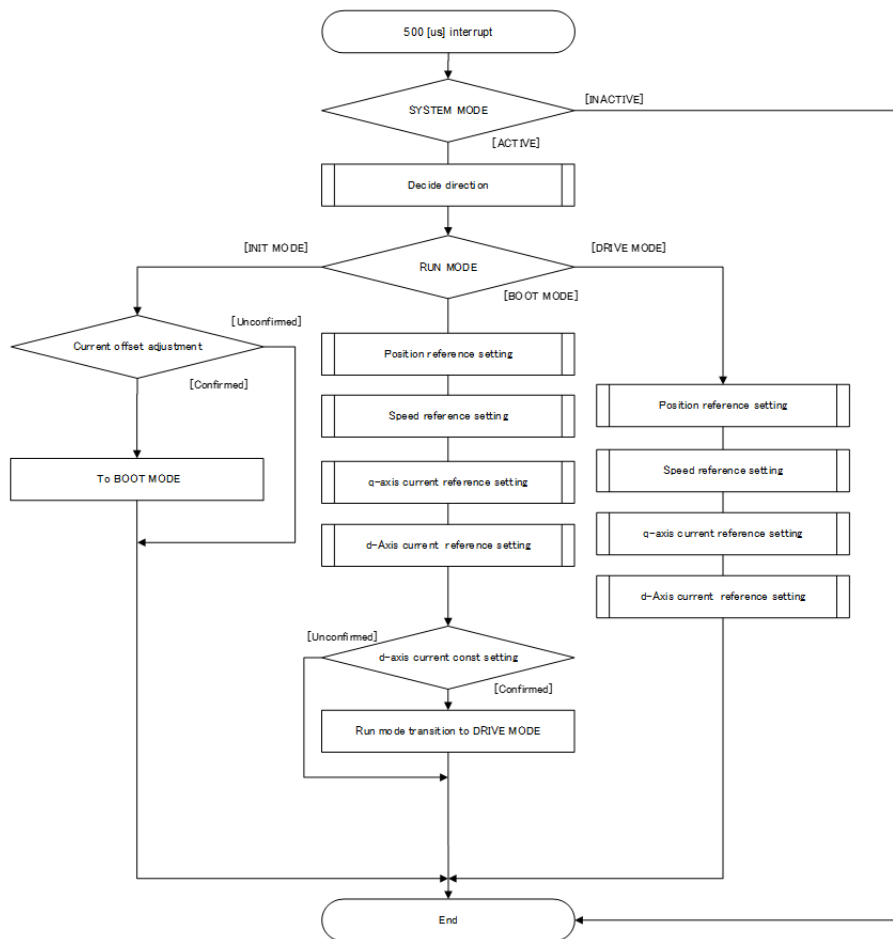 500 [us] interrupt
SYSTEM MODE
[INACTIVE]
[ACTIVE]
Decide direction
[INIT MODE]
RUN MODE
[DRIVE MODE]
[BOOT MODE]
[Unconfirmed]
Current offset adjustment
[Confirmed]
To BOOT MODE
Position reference setting
Speed reference setting
q-axis current reference setting
d-Axis current reference setting
[Unconfirmed]
d-axis current const setting
[Confirmed]
Run mode transition to DRIVE MODE
Position reference setting
Speed reference setting
q-axis current reference setting
d-Axis current reference setting
End